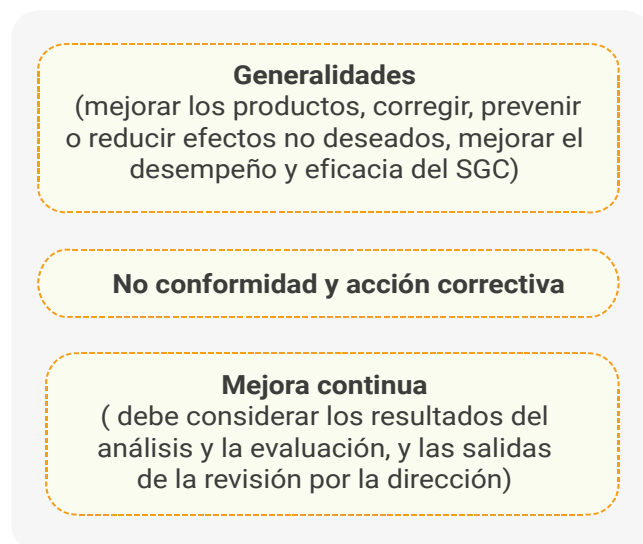 Generalidades
(mejorar los productos, corregir, prevenir
o reducir efectos no deseados, mejorar el
desempeño y eficacia del SGC)
No conformidad y acción correctiva
Mejora continua
( debe considerar los resultados del
análisis y la evaluación, y las salidas
de la revisión por la dirección)